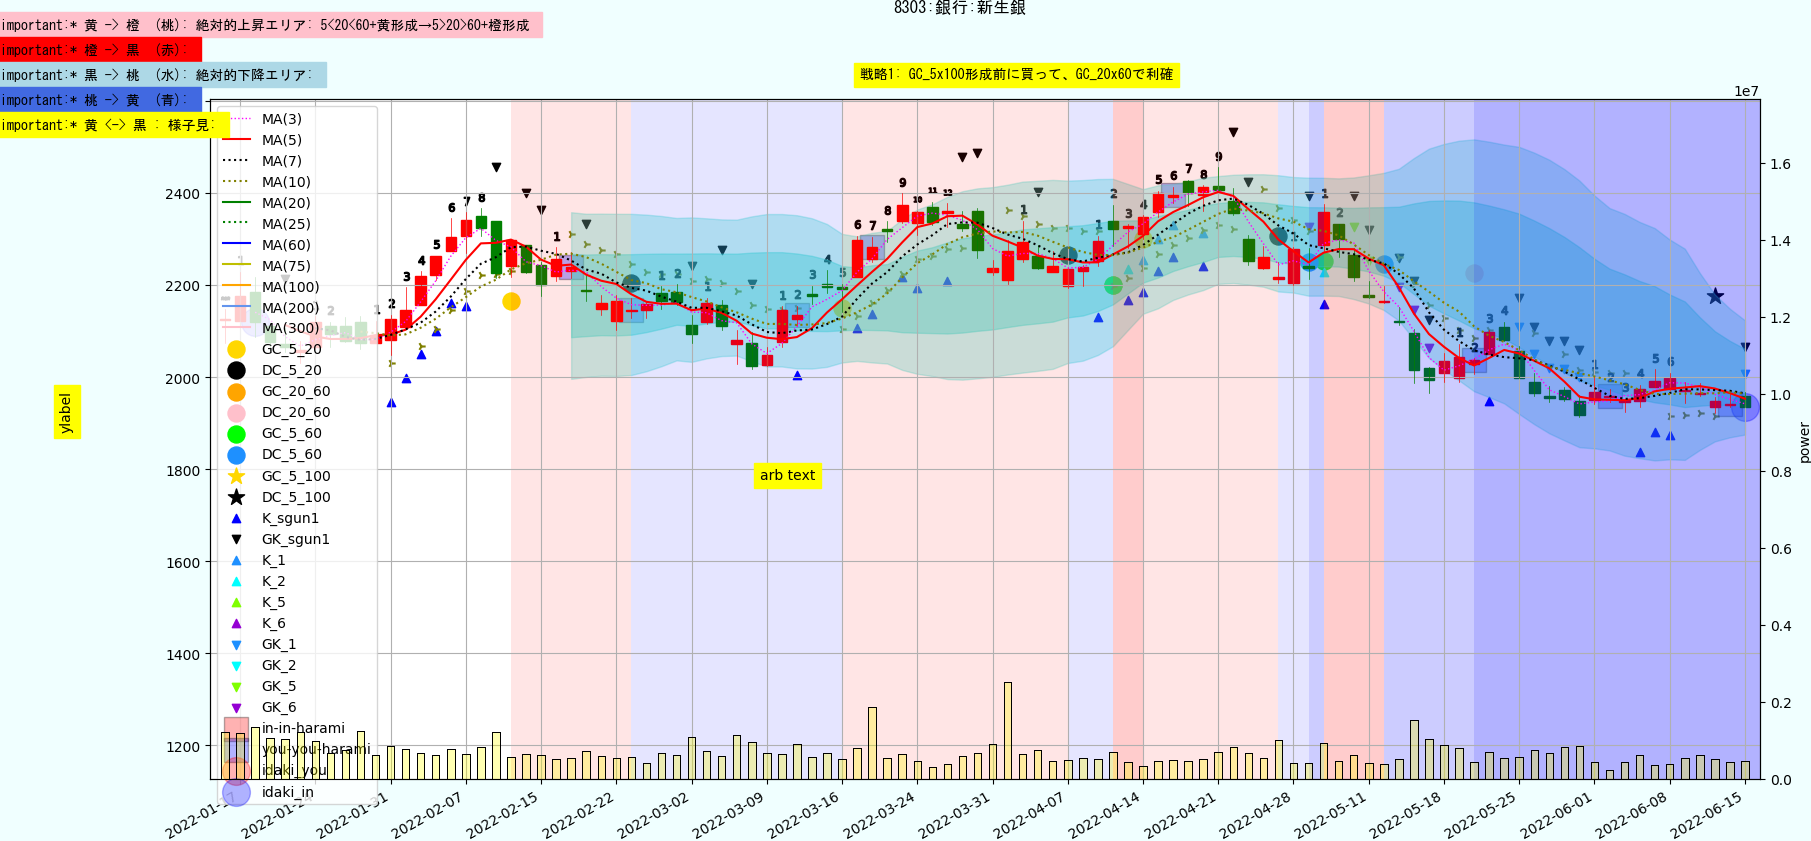 8303:銀行:新生銀
important:* 黄 -> 橙 (桃): 絶対的上昇エリア: 5<20<60+黄形成→5>20>60+橙形成
important:* 橙 -> 黒 (赤):
important:* 黒 -> 桃 (水): 絶対的下降エリア:
important:* 桃 -> 黄 (青):
important:* 黄 <-> 黒 : 様子見:
戦略1: GC_5x100形成前に買って、GC_20x60で利確
1e7
MA(3)
MA(5)
MA(7)
MA(10)
MA(20)
MA(25)
MA(60)
MA(75)
MA(100)
MA(200)
MA(300)
GC_5_20
DC_5_20
GC_20_60
DC_20_60
GC_5_60
DC_5_60
GC_5_100
DC_5_100
K_sgun1
GK_sgun1
K_1
K_2
K_5
K_6
GK_1
GK_2
GK_5
GK_6
in-in-harami
you-you-harami
idaki_you
idaki_in
arb text
ylabel
power
2400
2200
2000
1800
1600
1400
1200
1.6
1.4
1.2
1.0
0.8
0.6
0.4
0.2
0.0
2022-01-17
2022-01-24
2022-01-31
2022-02-07
2022-02-15
2022-02-22
2022-03-02
2022-03-09
2022-03-16
2022-03-24
2022-03-31
2022-04-07
2022-04-14
2022-04-21
2022-04-28
2022-05-11
2022-05-18
2022-05-25
2022-06-01
2022-06-08
2022-06-15